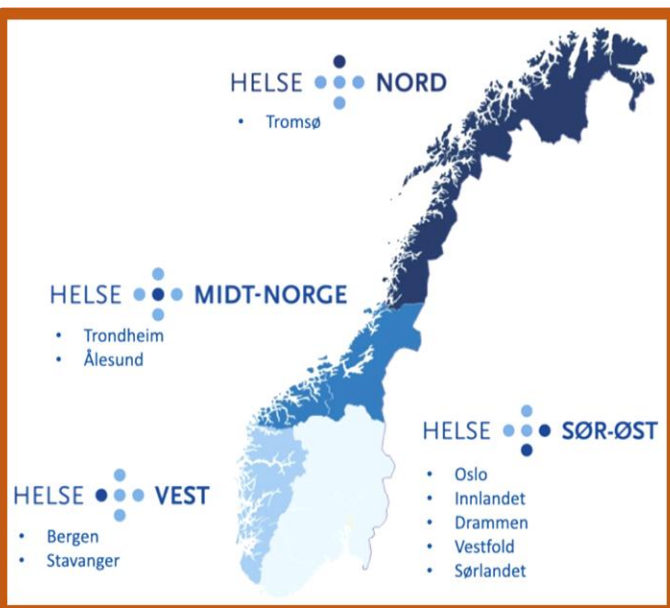 HELSE NORD
• Tromsø
HELSE MIDT-NORGE
• Trondheim
• Ålesund
HELSE SØR-ØST
• Oslo
• Innlandet
• Drammen
• Vestfold
• Sørlandet
HELSE VEST
• Bergen
• Stavanger